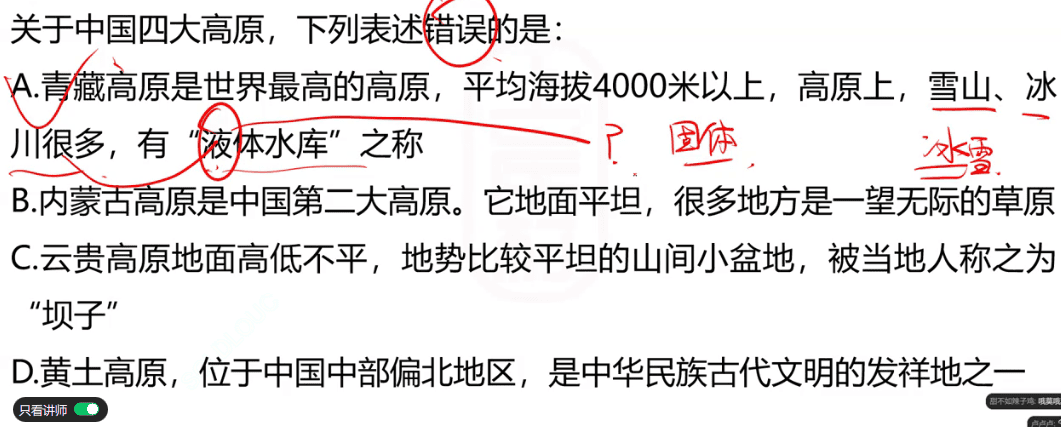 关于中国四大高原，下列表述错误的是：
A.青藏高原是世界最高的高原，平均海拔4000米以上，高原上，雪山、冰
川很多，有“液体水库”之称
？ 固体 冰雪
B.内蒙古高原是中国第二大高原。它地面平坦，很多地方是一望无际的草原
C.云贵高原地面高低不平，地势比较平坦的山间小盆地，被当地人称之为
“坝子”
D.黄土高原，位于中国中部偏北地区，是中华民族古代文明的发祥地之一
只看讲师